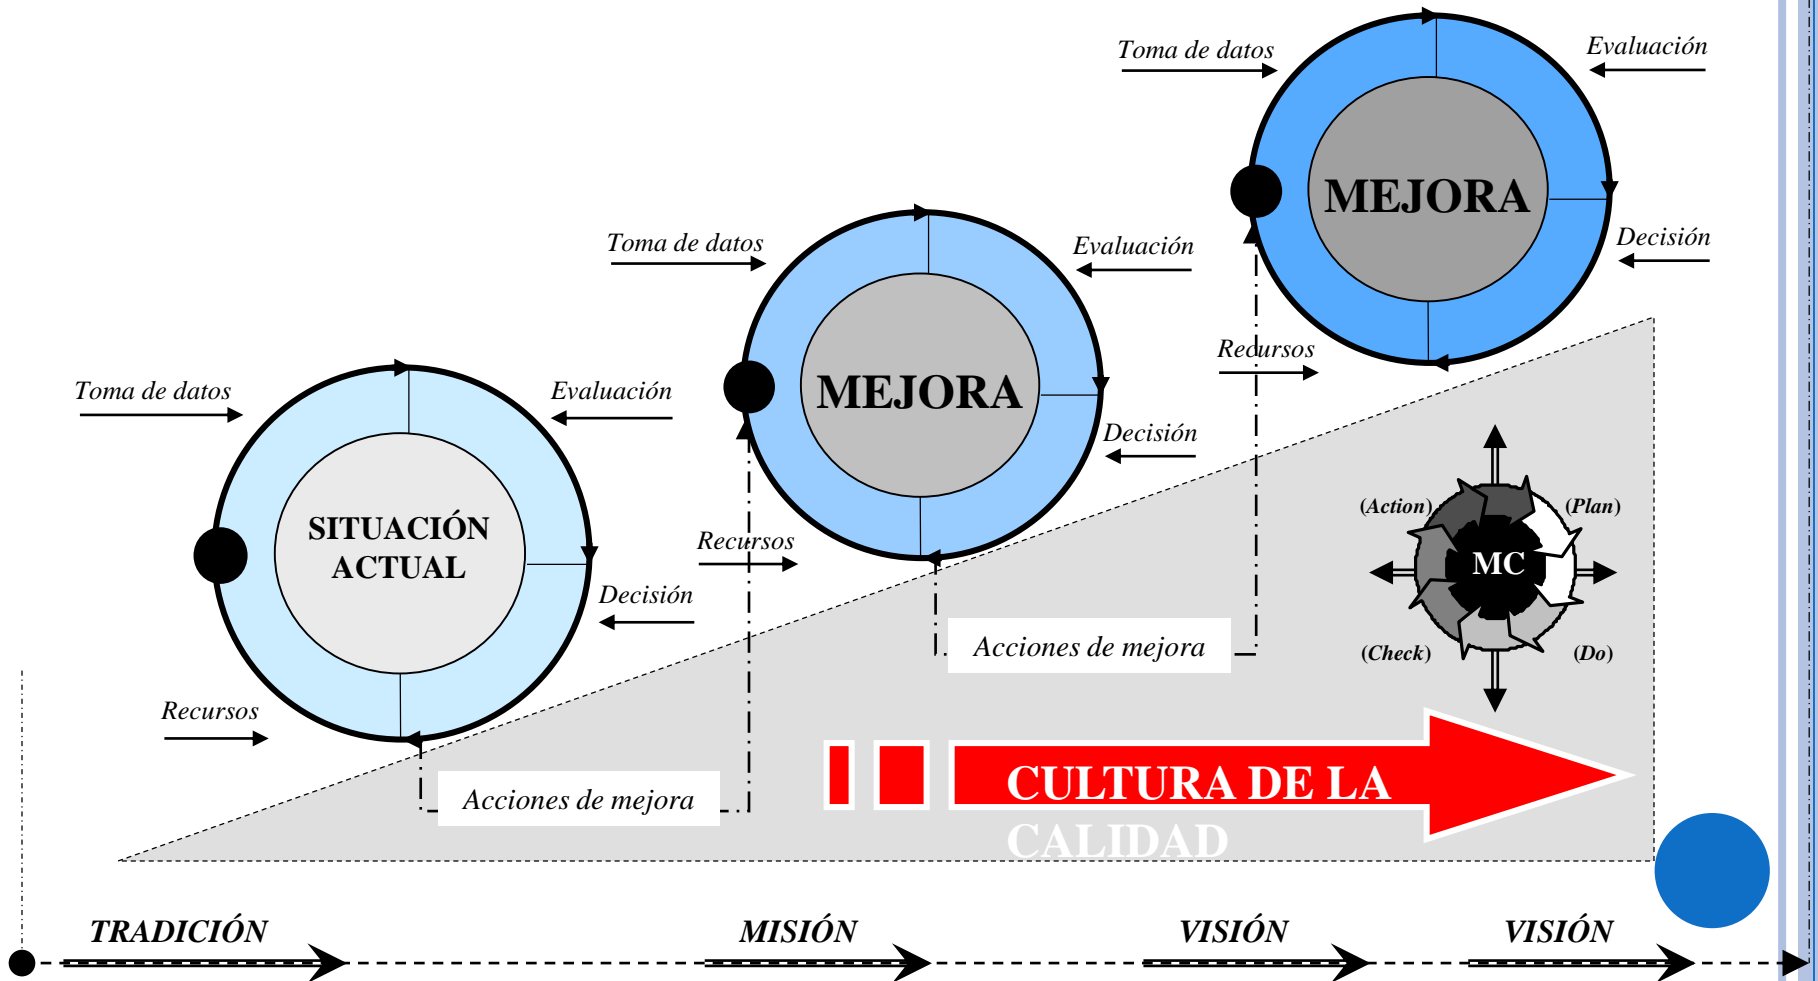 Toma de datos
Evaluación
MEJORA
Decisión
Recursos
Toma de datos
Evaluación
MEJORA
Decisión
Recursos
Toma de datos
Evaluación
SITUACIÓN
ACTUAL
Decisión
Recursos
Acciones de mejora
Acciones de mejora
(Action)
(Plan)
MC
(Check)
(Do)
CULTURA DE LA
CALIDAD
TRADICIÓN
MISIÓN
VISIÓN
VISIÓN